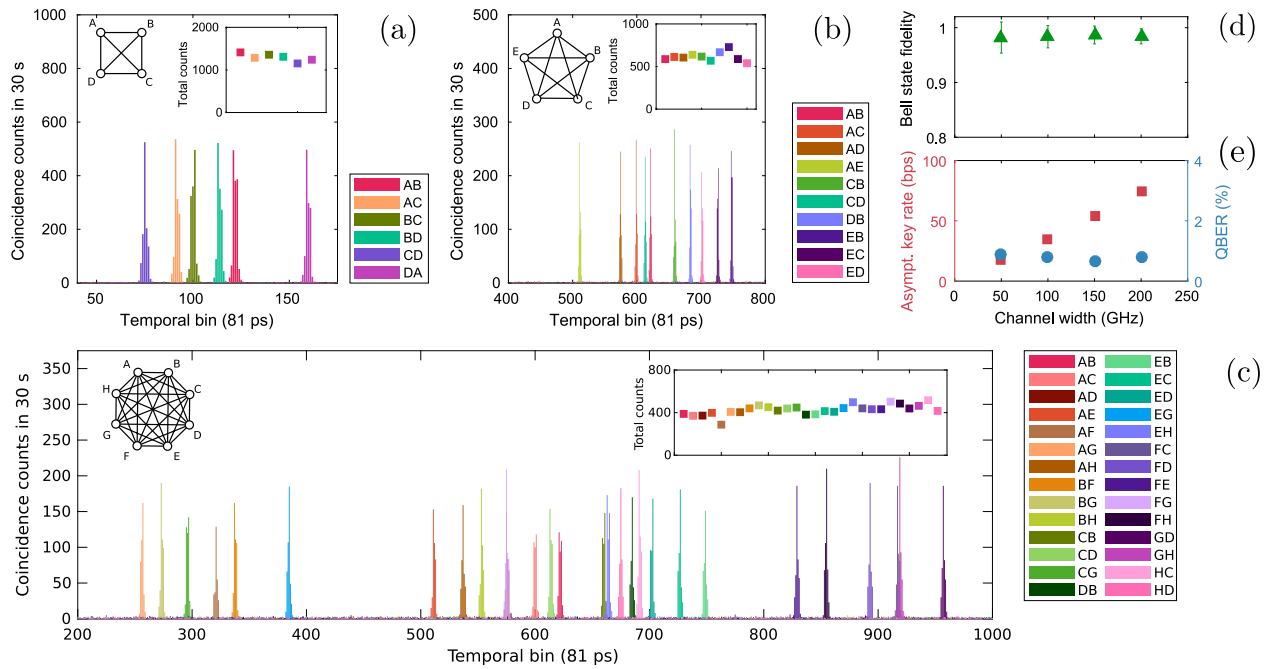 (a)
Coincidence counts in 30 s
1000
800
600
400
200
0
50
100
150
Temporal bin (81 ps)
A
B
D
C
Total counts
2000
1000
0
AB
AC
BC
BD
CD
DA
(b)
Coincidence counts in 30 s
500
400
300
200
100
0
400
500
600
700
800
Temporal bin (81 ps)
A
E
B
D
C
Total counts
1000
500
0
AB
AC
AD
AE
CB
CD
DB
EB
EC
ED
(d)
Bell state fidelity
1
0.9
0.8
(e)
Asympt. key rate (bps)
100
50
0
QBER (%)
4
2
0
0
50
100
150
200
250
Channel width (GHz)
(c)
Coincidence counts in 30 s
350
300
250
200
150
100
50
0
200
300
400
500
600
700
800
900
1000
Temporal bin (81 ps)
A
B
H
C
G
D
F
E
Total counts
800
400
0
AB
AC
AD
AE
AF
AG
AH
BF
BG
BH
CB
CD
CG
DB
EB
EC
ED
EG
EH
FC
FD
FE
FG
FH
GD
GH
HC
HD